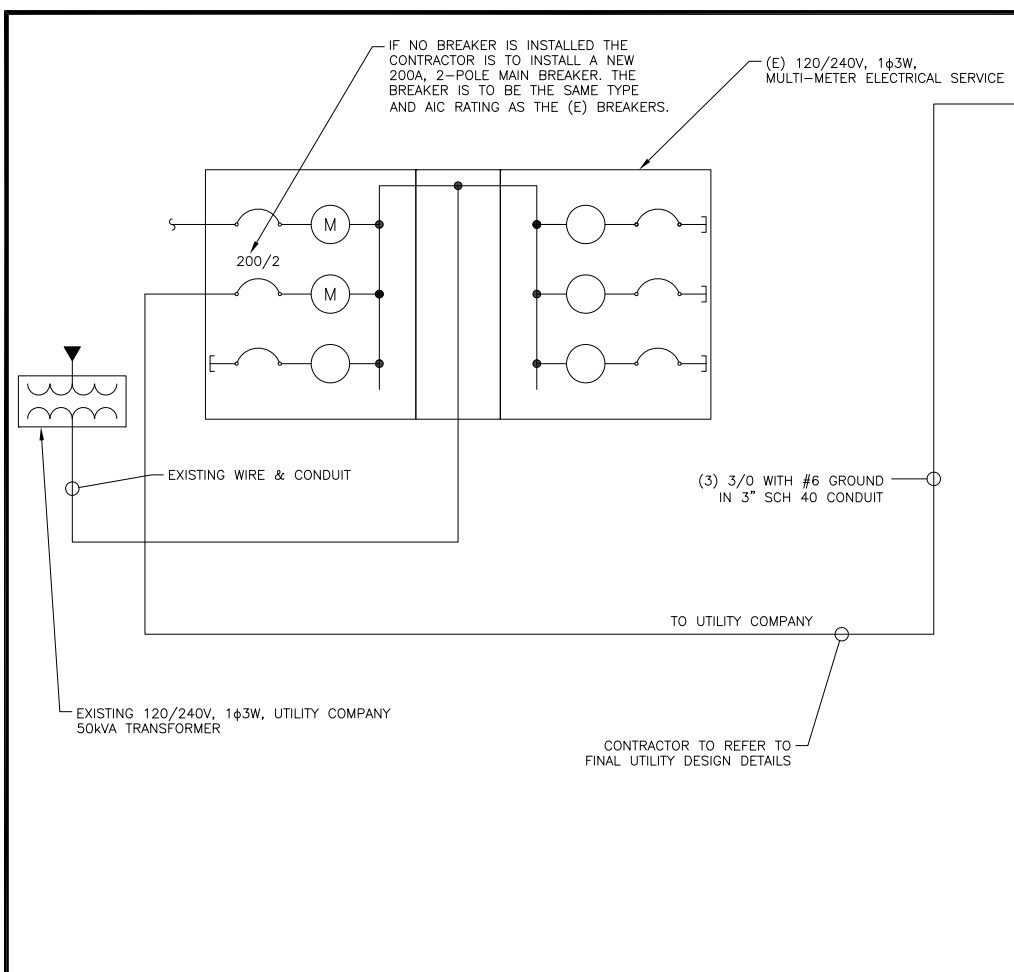 IF NO BREAKER IS INSTALLED THE
CONTRACTOR IS TO INSTALL A NEW
200A, 2-POLE MAIN BREAKER. THE
BREAKER IS TO BE THE SAME TYPE
AND AIC RATING AS THE (E) BREAKERS.
(E) 120/240V, 1ϕ3W,
MULTI-METER ELECTRICAL SERVICE
M
200/2
M
EXISTING WIRE & CONDUIT
(3) 3/0 WITH #6 GROUND
IN 3" SCH 40 CONDUIT
TO UTILITY COMPANY
EXISTING 120/240V, 1ϕ3W, UTILITY COMPANY
50kVA TRANSFORMER
CONTRACTOR TO REFER TO
FINAL UTILITY DESIGN DETAILS